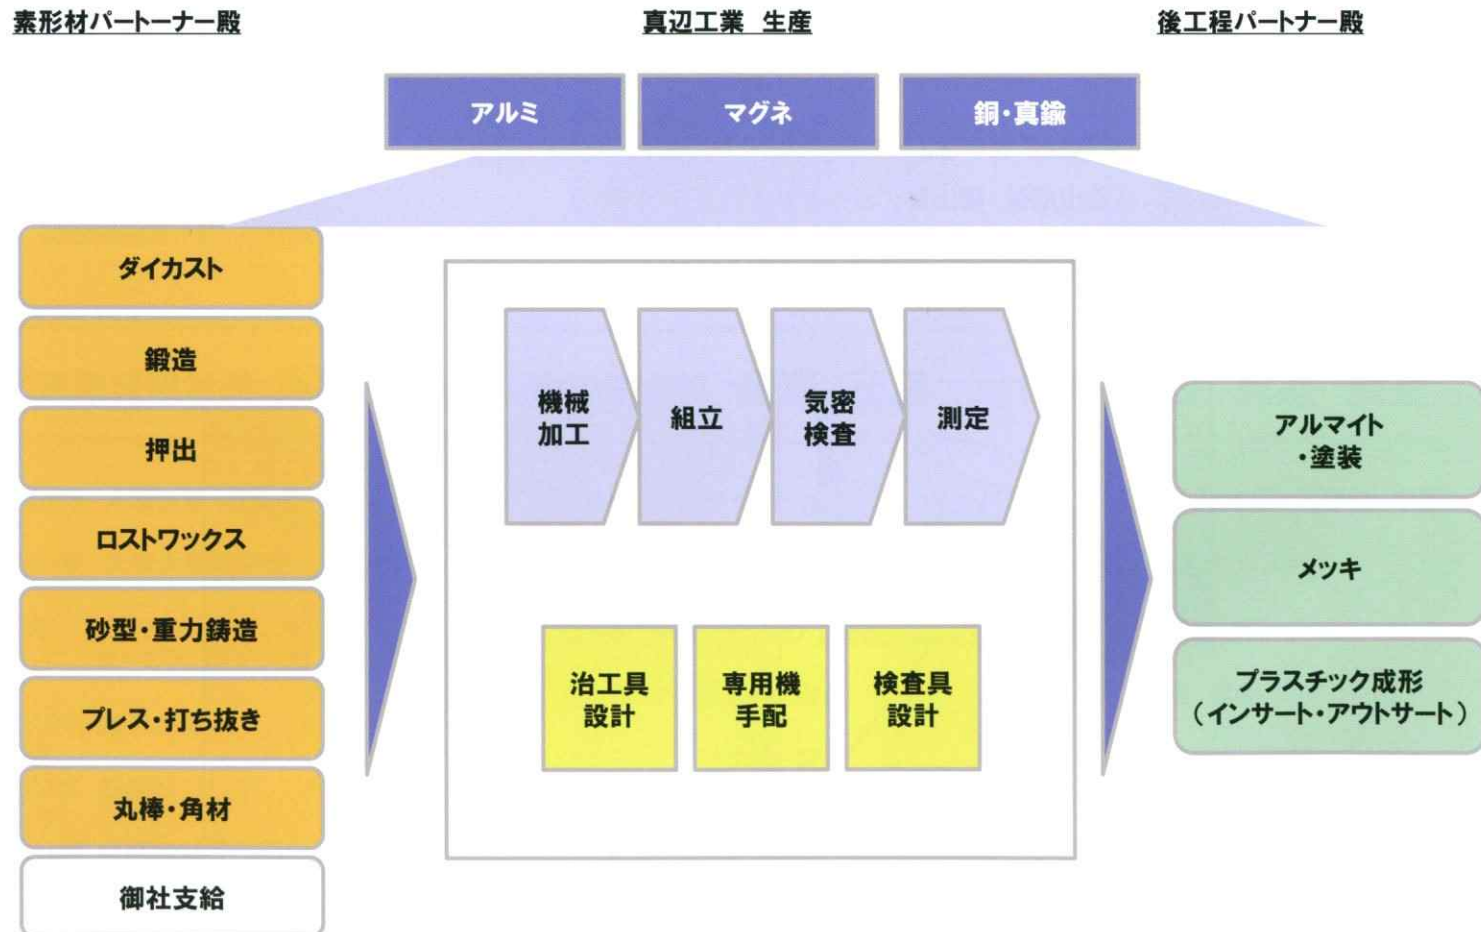 素形材パートーナー殿
真辺工業 生産
後工程パートナー殿
アルミ
マグネ
銅・真鍮
ダイカスト
鍛造
押出
ロストワックス
砂型・重力鋳造
プレス・打ち抜き
丸棒・角材
御社支給
機械
加工
組立
気密
検査
測定
治工具
設計
専用機
手配
検査具
設計
アルマイト
・塗装
メッキ
プラスチック成形
（インサート・アウトサート）